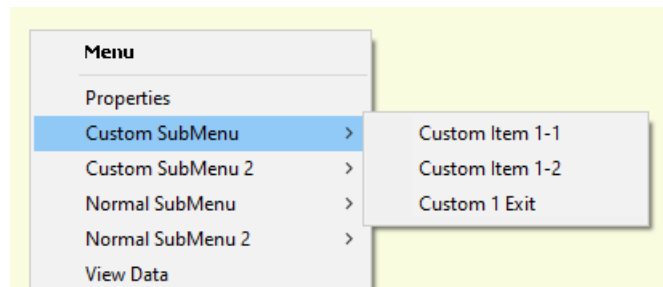 Menu
Properties
Custom SubMenu
Custom SubMenu 2
Normal SubMenu
Normal SubMenu 2
View Data
Custom Item 1-1
Custom Item 1-2
Custom 1 Exit